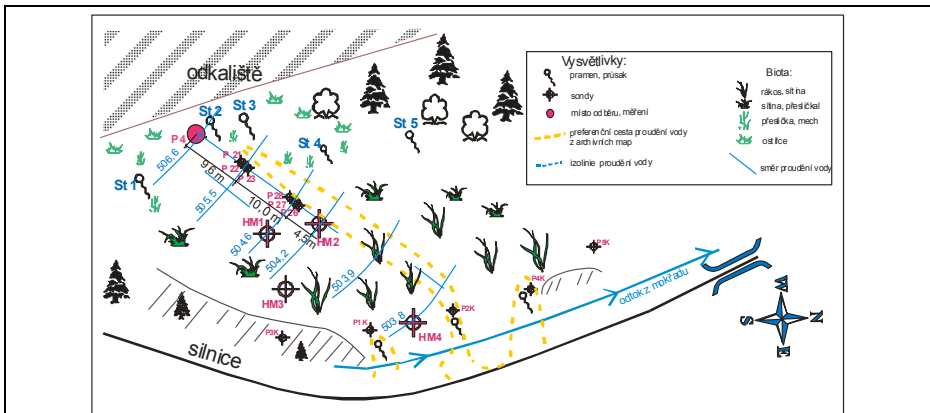 odkaliště
St 2
St 3
P 4
St 1
P 21
P 22
P 23
St 4
St 5
506,6
9,6 m
505,5
10,0 m
P 28
P 27
P 26
4,5m
HM1
HM2
504,6
504,2
503,9
HM3
503,8
HM4
P1K
P2K
P3K
P4K
P5K
silnice
odtok z mokřadu
Vysvětlivky:
pramen, průsak
sondy
místo odběru, měření
preferenční cesta proudění vody
z archivních map
izolinie proudění vody
Biota:
rákos, sítina
sítina, přesličkal
přeslička, mech
ostřice
směr proudění vody
W
N
S
E